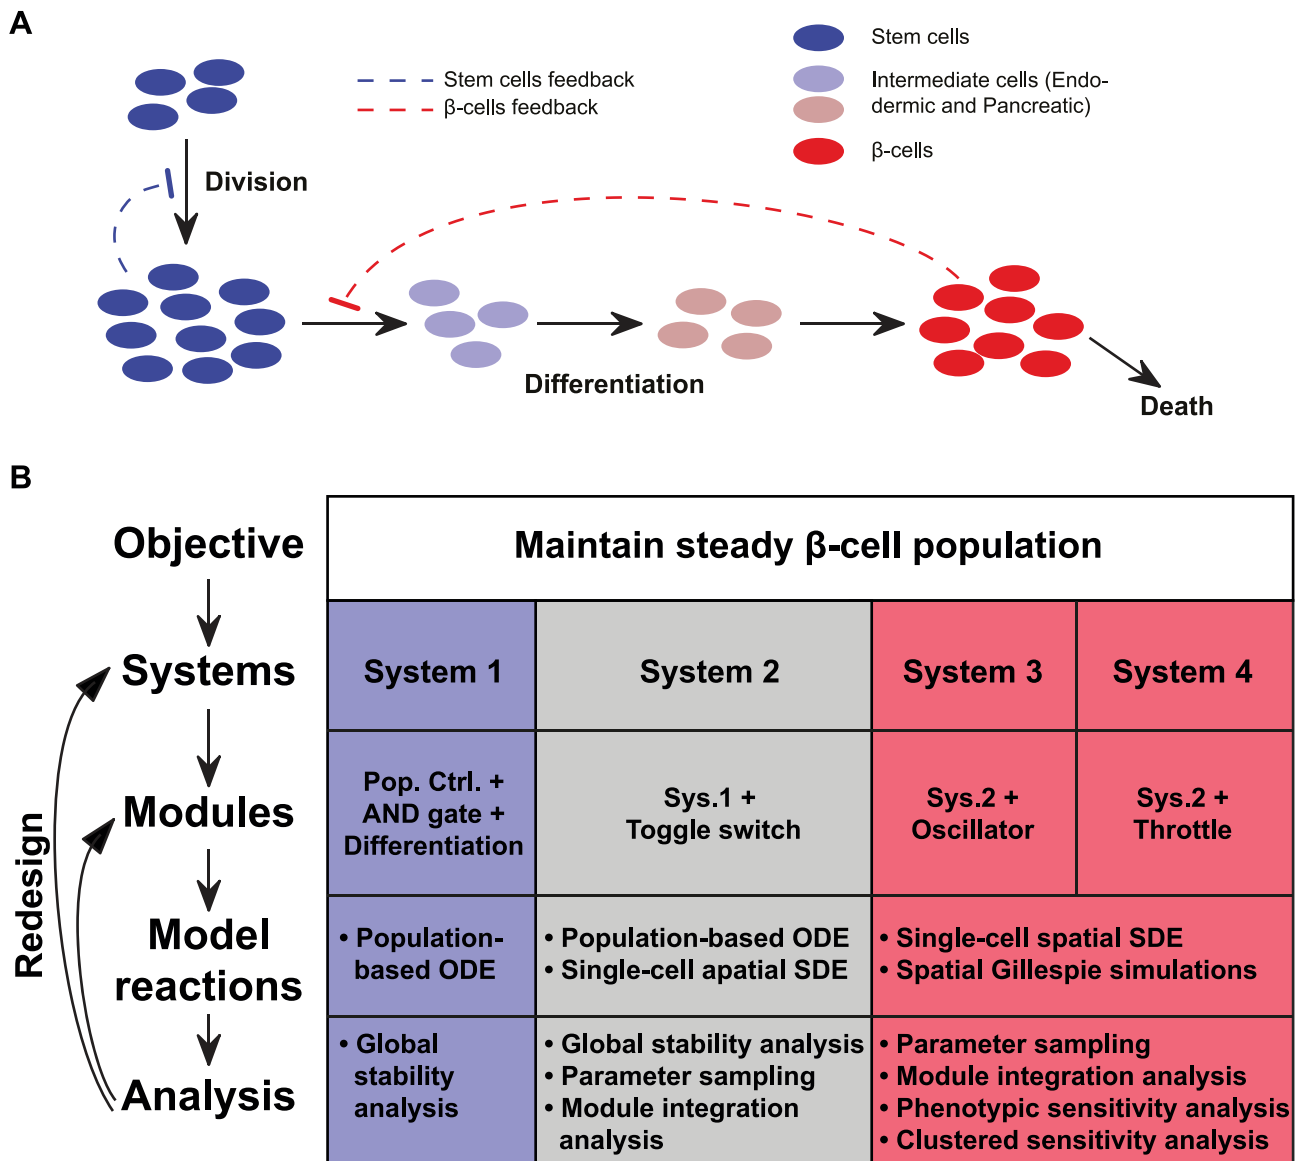 A
Stem cells feedback
β-cells feedback
Stem cells
Intermediate cells (Endo-
dermic and Pancreatic)
β-cells
Division
Differentiation
Death
B
Redesign
Objective
Systems
Modules
Model
reactions
Analysis
Maintain steady β-cell population
System 1
System 2
System 3
System 4
Pop. Ctrl. +
AND gate +
Differentiation
Sys.1 +
Toggle switch
Sys.2 +
Oscillator
Sys.2 +
Throttle
• Population-
based ODE
• Population-based ODE
• Single-cell apatial SDE
• Single-cell spatial SDE
• Spatial Gillespie simulations
• Global
stability
analysis
• Global stability analysis
• Parameter sampling
• Module integration
analysis
• Parameter sampling
• Module integration analysis
• Phenotypic sensitivity analysis
• Clustered sensitivity analysis